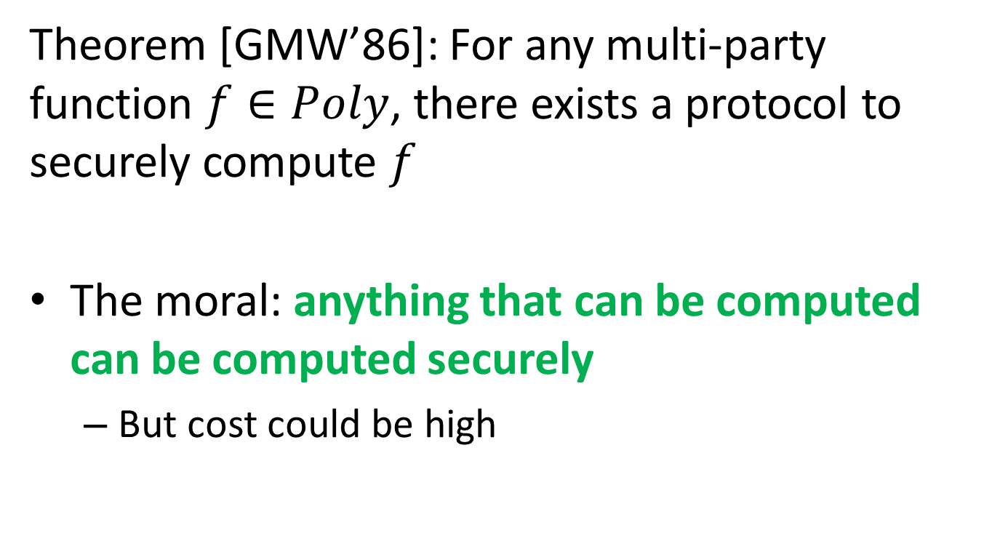 Theorem [GMW’86]: For any multi-party
function 𝑓 ∈ 𝑃𝑜𝑙𝑦, there exists a protocol to
securely compute 𝑓
• The moral: anything that can be computed
can be computed securely
– But cost could be high